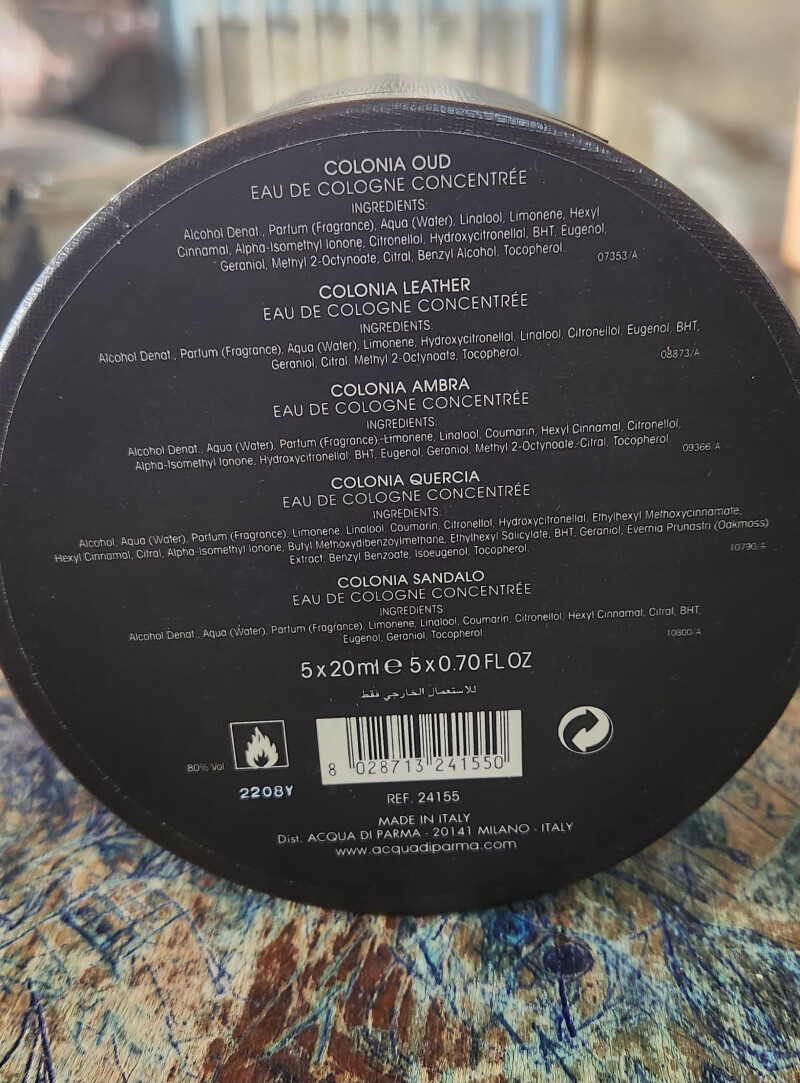 COLONIA OUD
EAU DE COLOGNE CONCENTRÉE
INGREDIENTS:
Alcohol Denat., Parfum (Fragrance), Aqua (Water), Linalool, Limonene, Hexyl
Cinnamal, Alpha-Isomethyl Ionone, Citronellol, Hydroxycitronellal, BHT, Eugenol,
Geraniol, Methyl 2-Octynoate, Citral, Benzyl Alcohol, Tocopherol.
07353/A
COLONIA LEATHER
EAU DE COLOGNE CONCENTRÉE
INGREDIENTS:
Alcohol Denat., Parfum (Fragrance), Aqua (Water), Limonene, Hydroxycitronellal, Linalool, Citronellol, Eugenol, BHT,
Geraniol, Citral, Methyl 2-Octynoate, Tocopherol.
08873/A
COLONIA AMBRA
EAU DE COLOGNE CONCENTRÉE
INGREDIENTS:
Alcohol Denat., Aqua (Water), Parfum (Fragrance), Limonene, Linalool, Coumarin, Hexyl Cinnamal, Citronellol,
Alpha-Isomethyl Ionone, Hydroxycitronellal, BHT, Eugenol, Geraniol, Methyl 2-Octynoate, Citral, Tocopherol.
09366/A
COLONIA QUERCIA
EAU DE COLOGNE CONCENTRÉE
INGREDIENTS:
Alcohol, Aqua (Water), Parfum (Fragrance), Limonene, Linalool, Coumarin, Citronellol, Hydroxycitronellal, Ethylhexyl Methoxycinnamate,
Hexyl Cinnamal, Citral, Alpha-Isomethyl Ionone, Butyl Methoxydibenzoylmethane, Ethylhexyl Salicylate, BHT, Geraniol, Evernia Prunastri (Oakmoss)
Extract, Benzyl Benzoate, Isoeugenol, Tocopherol.
10790/A
COLONIA SANDALO
EAU DE COLOGNE CONCENTRÉE
INGREDIENTS:
Alcohol Denat., Aqua (Water), Parfum (Fragrance), Limonene, Linalool, Coumarin, Citronellol, Hexyl Cinnamal, Citral, BHT,
Eugenol, Geraniol, Tocopherol.
10800/A
5 x 20 ml ℮ 5 x 0.70 FL OZ
للاستعمال الخارجي فقط
80% Vol
2208Y
8 028713 241550
REF. 24155
MADE IN ITALY
Dist. ACQUA DI PARMA - 20141 MILANO - ITALY
www.acquadiparma.com